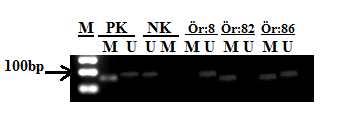 M PK NK Ör:8 Ör:82 Ör:86
M U U M M U M U M U
100bp